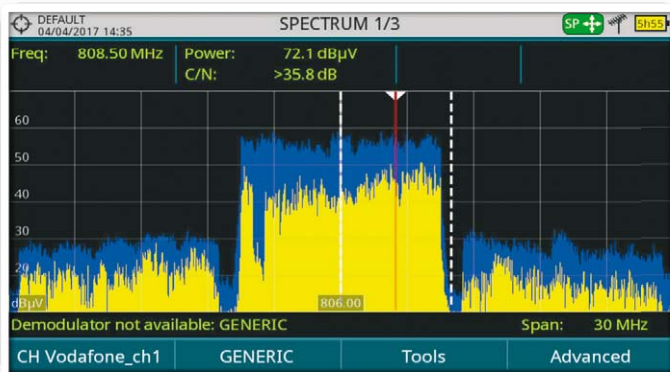 DEFAULT
04/04/2017 14:35
SPECTRUM 1/3
SP
5h55
Freq: 808.50 MHz Power: 72.1 dBµV
C/N: >35.8 dB
60
50
40
30
20
dBµV
806.00
Demodulator not available: GENERIC Span: 30 MHz
CH Vodafone_ch1 GENERIC Tools Advanced